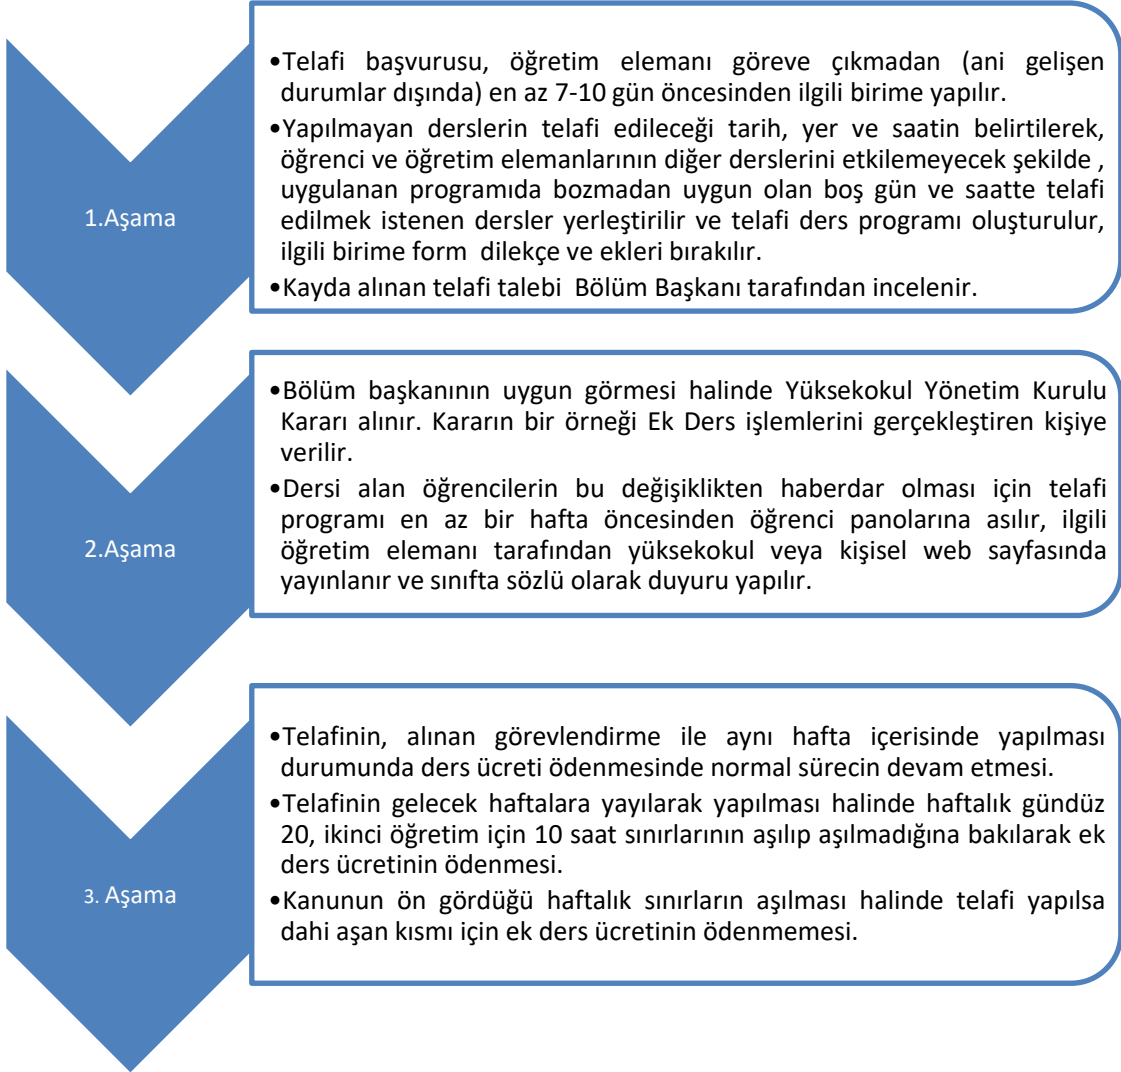 1.Aşama
•Telafi başvurusu, öğretim elemanı göreve çıkmadan (ani gelişen
durumlar dışında) en az 7-10 gün öncesinden ilgili birime yapılır.
•Yapılmayan derslerin telafi edileceği tarih, yer ve saatin belirtilerek,
öğrenci ve öğretim elemanlarının diğer derslerini etkilemeyecek şekilde ,
uygulanan programıda bozmadan uygun olan boş gün ve saatte telafi
edilmek istenen dersler yerleştirilir ve telafi ders programı oluşturulur,
ilgili birime form  dilekçe ve ekleri bırakılır.
•Kayda alınan telafi talebi  Bölüm Başkanı tarafından incelenir.
2.Aşama
•Bölüm başkanının uygun görmesi halinde Yüksekokul Yönetim Kurulu
Kararı alınır. Kararın bir örneği Ek Ders işlemlerini gerçekleştiren kişiye
verilir.
•Dersi alan öğrencilerin bu değişiklikten haberdar olması için telafi
programı en az bir hafta öncesinden öğrenci panolarına asılır, ilgili
öğretim elemanı tarafından yüksekokul veya kişisel web sayfasında
yayınlanır ve sınıfta sözlü olarak duyuru yapılır.
3. Aşama
•Telafinin, alınan görevlendirme ile aynı hafta içerisinde yapılması
durumunda ders ücreti ödenmesinde normal sürecin devam etmesi.
•Telafinin gelecek haftalara yayılarak yapılması halinde haftalık gündüz
20, ikinci öğretim için 10 saat sınırlarının aşılıp aşılmadığına bakılarak ek
ders ücretinin ödenmesi.
•Kanunun ön gördüğü haftalık sınırların aşılması halinde telafi yapılsa
dahi aşan kısmı için ek ders ücretinin ödenmemesi.